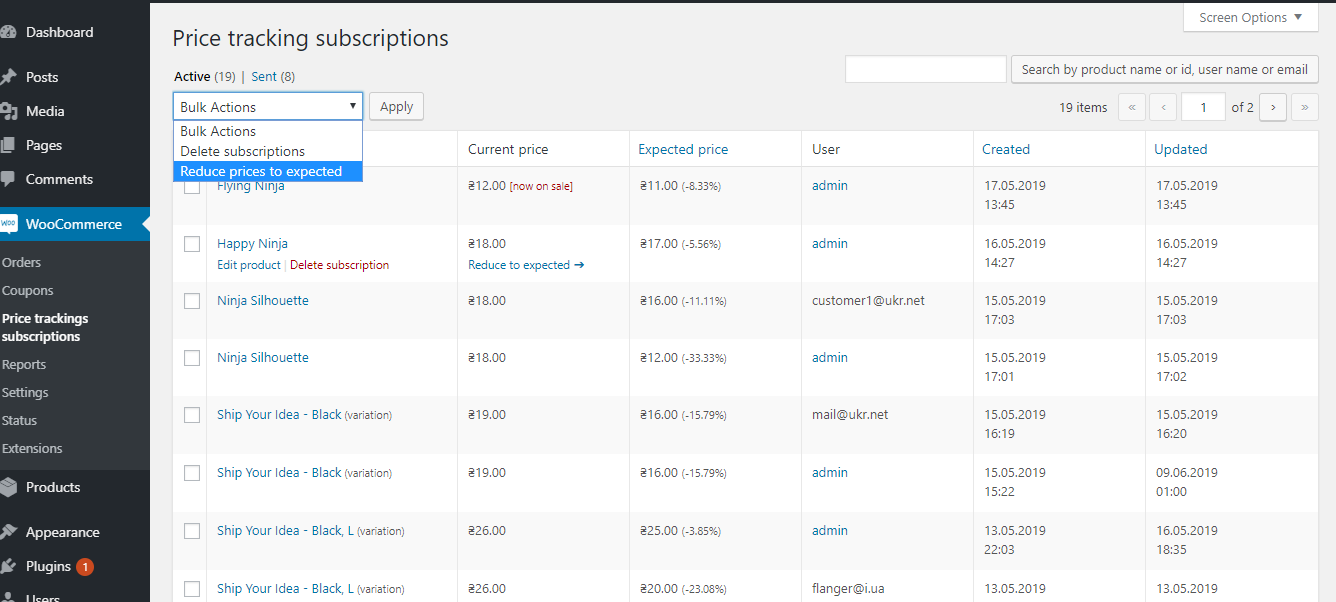 Screen Options ▼
Dashboard
Posts
Media
Pages
Comments
WOO WooCommerce
Orders
Coupons
Price trackings
subscriptions
Reports
Settings
Status
Extensions
Products
Appearance
Plugins 1
Users
Price tracking subscriptions
Active (19) | Sent (8)
Search by product name or id, user name or email
Bulk Actions ▼ Apply
19 items « ‹ 1 of 2 › »
Bulk Actions
Delete subscriptions
Reduce prices to expected
Current price Expected price User Created Updated
Flying Ninja ₴12.00 [now on sale] ₴11.00 (-8.33%) admin 17.05.2019 17.05.2019
13:45 13:45
Happy Ninja ₴18.00 ₴17.00 (-5.56%) admin 16.05.2019 16.05.2019
Edit product | Delete subscription Reduce to expected ➔ 14:27 14:27
Ninja Silhouette ₴18.00 ₴16.00 (-11.11%) customer1@ukr.net 15.05.2019 15.05.2019
17:03 17:03
Ninja Silhouette ₴18.00 ₴12.00 (-33.33%) admin 15.05.2019 15.05.2019
17:01 17:02
Ship Your Idea - Black (variation) ₴19.00 ₴16.00 (-15.79%) mail@ukr.net 15.05.2019 15.05.2019
16:19 16:20
Ship Your Idea - Black (variation) ₴19.00 ₴16.00 (-15.79%) admin 15.05.2019 09.06.2019
15:22 01:00
Ship Your Idea - Black, L (variation) ₴26.00 ₴25.00 (-3.85%) admin 13.05.2019 16.05.2019
22:03 18:35
Ship Your Idea - Black, L (variation) ₴26.00 ₴20.00 (-23.08%) flanger@i.ua 13.05.2019 13.05.2019